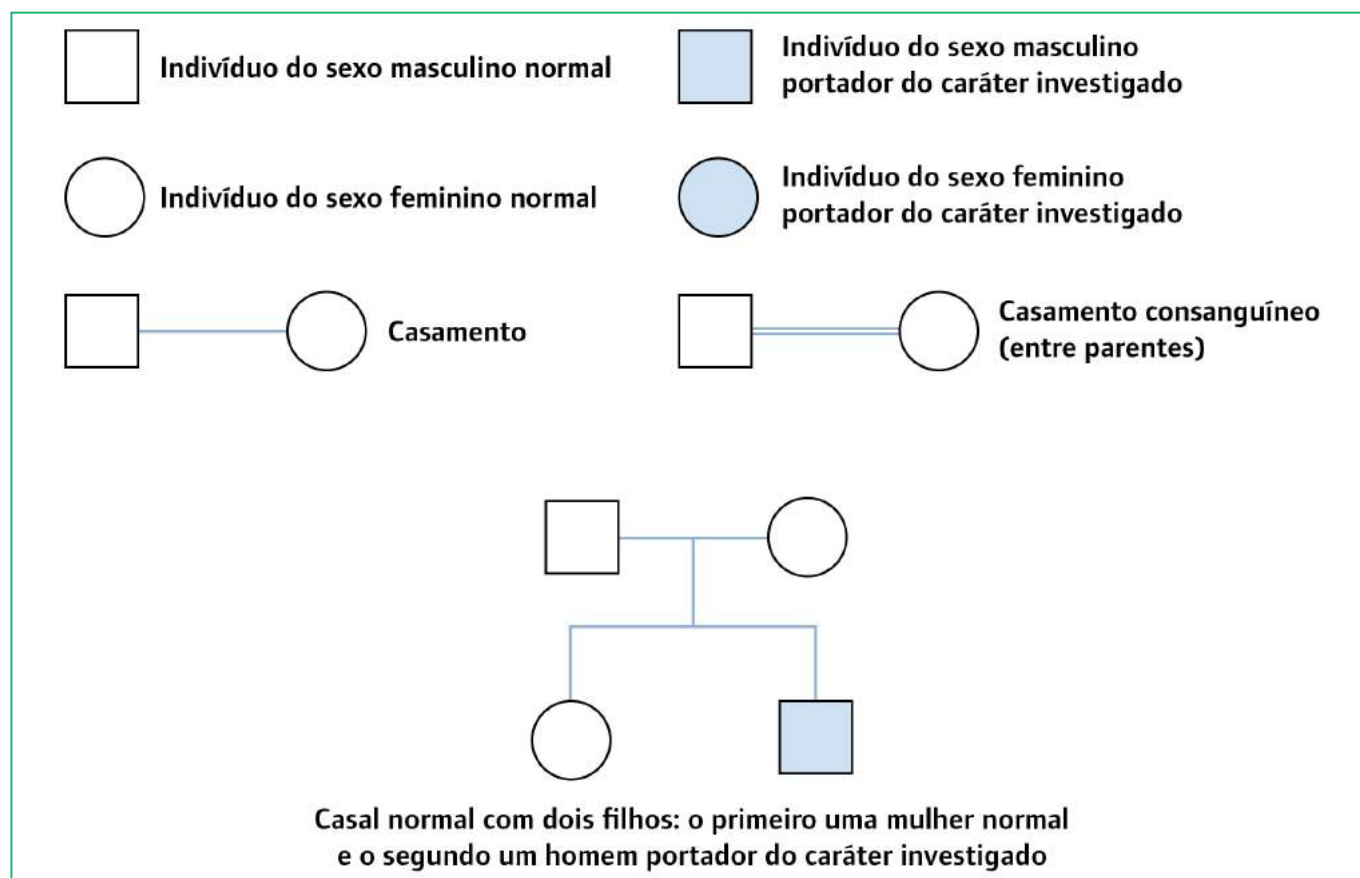 Indivíduo do sexo masculino normal
Indivíduo do sexo masculino
portador do caráter investigado
Indivíduo do sexo feminino normal
Indivíduo do sexo feminino
portador do caráter investigado
Casamento
Casamento consanguíneo
(entre parentes)
Casal normal com dois filhos: o primeiro uma mulher normal
e o segundo um homem portador do caráter investigado